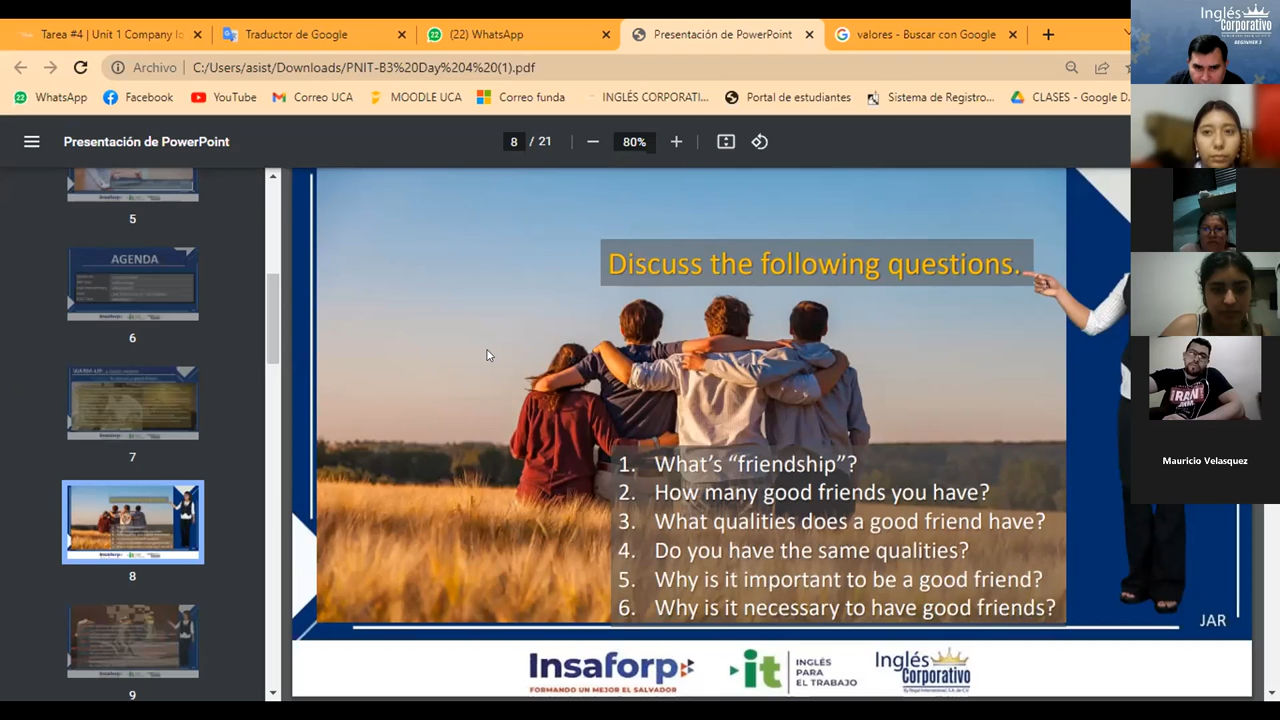 Tarea #4 | Unit 1 Company lo
Traductor de Google
(22) WhatsApp
Presentación de PowerPoint
valores - Buscar con Google
Archivo
C:/Users/asist/Downloads/PNIT-B3%20Day%204%20(1).pdf
WhatsApp
Facebook
YouTube
Correo UCA
MOODLE UCA
Correo funda
INGLÉS CORPORATI...
Portal de estudiantes
Sistema de Registro...
CLASES - Google D...
Presentación de PowerPoint
8 / 21
80%
5
AGENDA
6
7
8
9
Discuss the following questions.
1. What's "friendship"?
2. How many good friends you have?
3. What qualities does a good friend have?
4. Do you have the same qualities?
5. Why is it important to be a good friend?
6. Why is it necessary to have good friends?
JAR
Insaforp
FORMANDO UN MEJOR EL SALVADOR
it
INGLÉS
PARA
EL TRABAJO
Inglés
Corporativo
Inglés
Corporativo
BEGINNER 3
Mauricio Velasquez